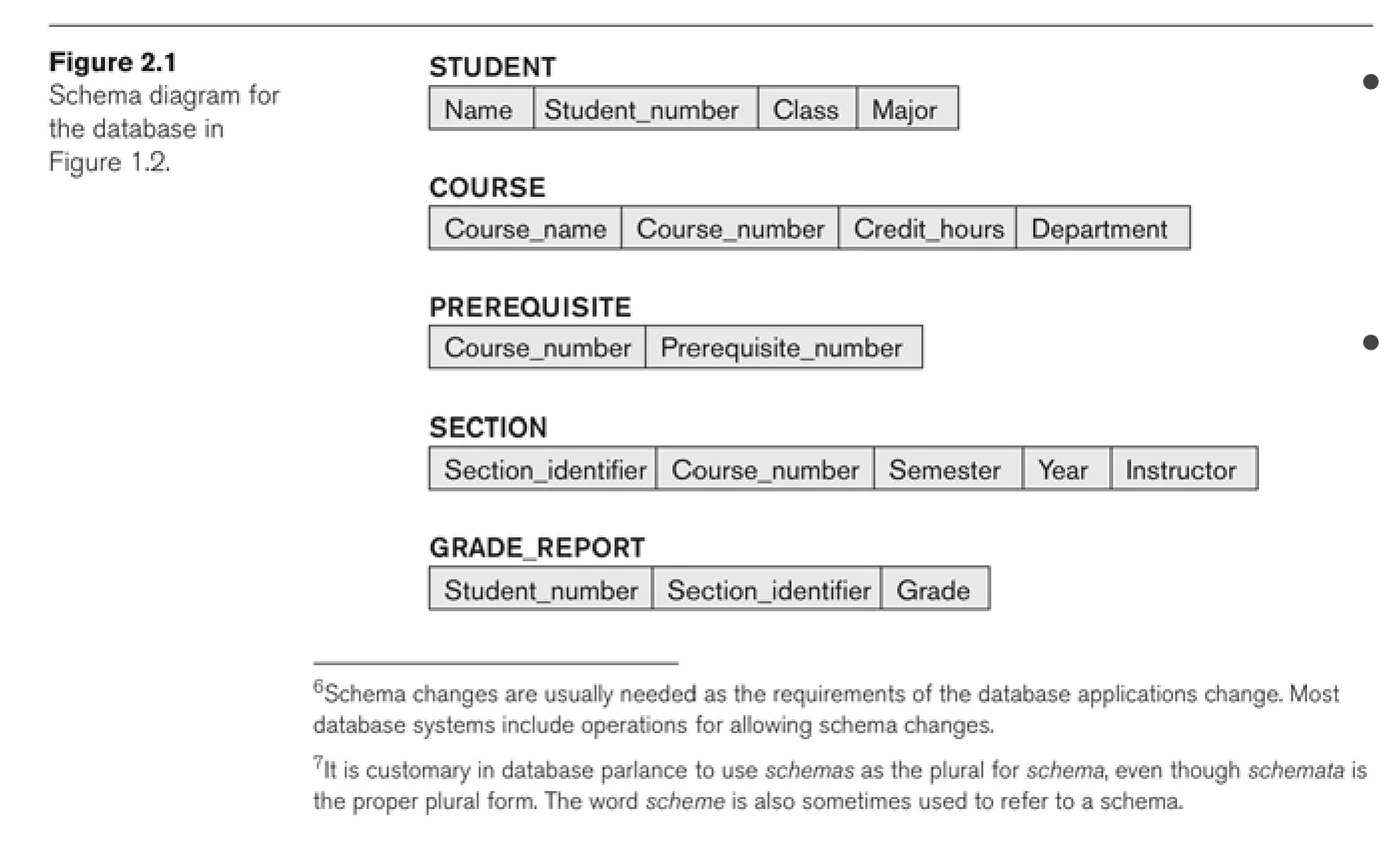 Figure 2.1
Schema diagram for
the database in
Figure 1.2.
STUDENT
Name Student_number Class Major
COURSE
Course_name Course_number Credit_hours Department
PREREQUISITE
Course_number Prerequisite_number
SECTION
Section_identifier Course_number Semester Year Instructor
GRADE_REPORT
Student_number Section_identifier Grade
6Schema changes are usually needed as the requirements of the database applications change. Most
database systems include operations for allowing schema changes.
7It is customary in database parlance to use schemas as the plural for schema, even though schemata is
the proper plural form. The word scheme is also sometimes used to refer to a schema.